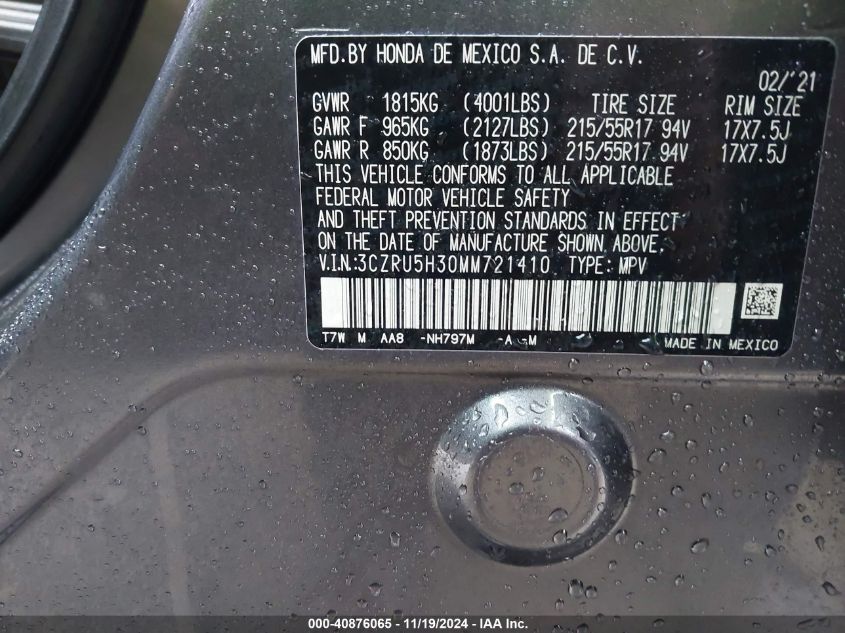 MFD.BY HONDA DE MEXICO S.A. DE C.V.
02/'21
GVWR 1815KG (4001LBS) TIRE SIZE RIM SIZE
GAWR F 965KG (2127LBS) 215/55R17 94V 17X7.5J
GAWR R 850KG (1873LBS) 215/55R17 94V 17X7.5J
THIS VEHICLE CONFORMS TO ALL APPLICABLE
FEDERAL MOTOR VEHICLE SAFETY
AND THEFT PREVENTION STANDARDS IN EFFECT
ON THE DATE OF MANUFACTURE SHOWN ABOVE.
V.I.N:3CZRU5H30MM721410 TYPE: MPV
T7W M AA8 -NH797M -A -M MADE IN MEXICO
000-40876065 - 11/19/2024 - IAA Inc.